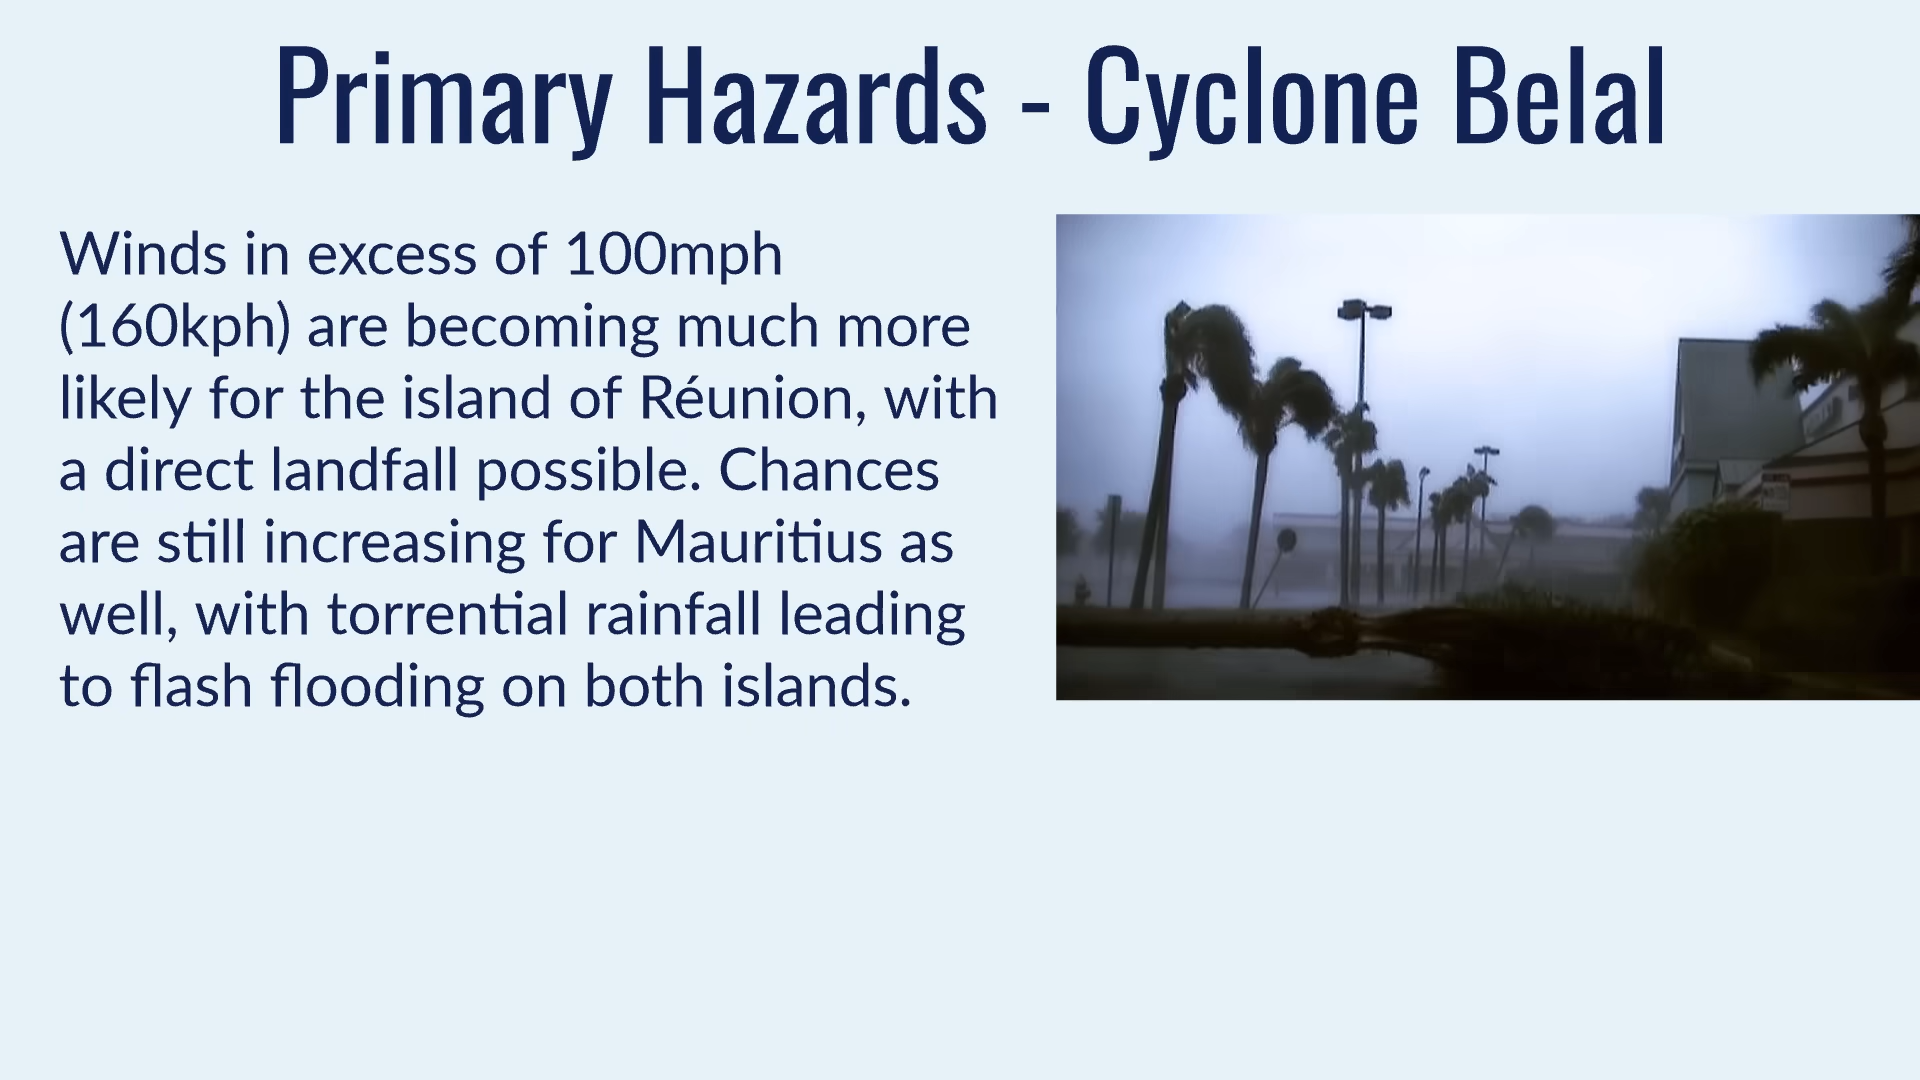 Primary Hazards - Cyclone Belal
Winds in excess of 100mph
(160kph) are becoming much more
likely for the island of Réunion, with
a direct landfall possible. Chances
are still increasing for Mauritius as
well, with torrential rainfall leading
to flash flooding on both islands.